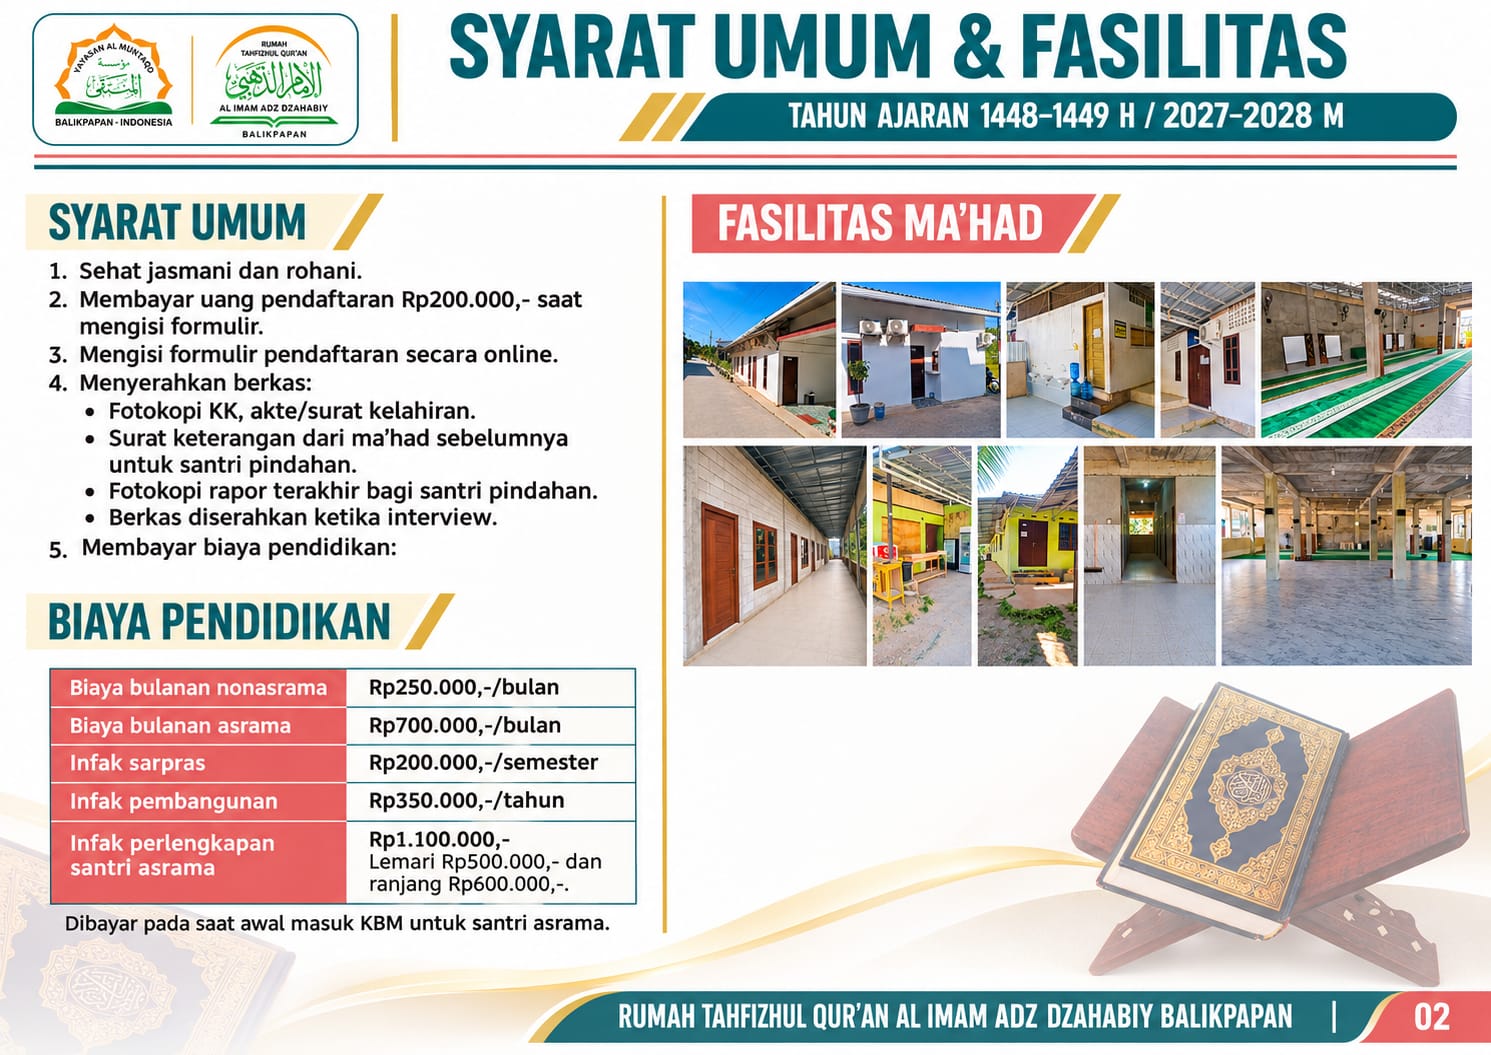 YAYASAN AL MUNTAQO
مؤسسة
المنتقى
BALIKPAPAN - INDONESIA
RUMAH
TAHFIZHUL QUR'AN
الإمام الذهبي
AL IMAM ADZ DZAHABIY
BALIKPAPAN
SYARAT UMUM & FASILITAS
TAHUN AJARAN 1448–1449 H / 2027–2028 M
SYARAT UMUM
1. Sehat jasmani dan rohani.
2. Membayar uang pendaftaran Rp200.000,- saat
mengisi formulir.
3. Mengisi formulir pendaftaran secara online.
4. Menyerahkan berkas:
• Fotokopi KK, akte/surat kelahiran.
• Surat keterangan dari ma'had sebelumnya
untuk santri pindahan.
• Fotokopi rapor terakhir bagi santri pindahan.
• Berkas diserahkan ketika interview.
5. Membayar biaya pendidikan:
BIAYA PENDIDIKAN
Biaya bulanan nonasrama Rp250.000,-/bulan
Biaya bulanan asrama Rp700.000,-/bulan
Infak sarpras Rp200.000,-/semester
Infak pembangunan Rp350.000,-/tahun
Infak perlengkapan
santri asrama
Rp1.100.000,-
Lemari Rp500.000,- dan
ranjang Rp600.000,-.
Dibayar pada saat awal masuk KBM untuk santri asrama.
FASILITAS MA'HAD
RUMAH TAHFIZHUL QUR'AN AL IMAM ADZ DZAHABIY BALIKPAPAN | 02